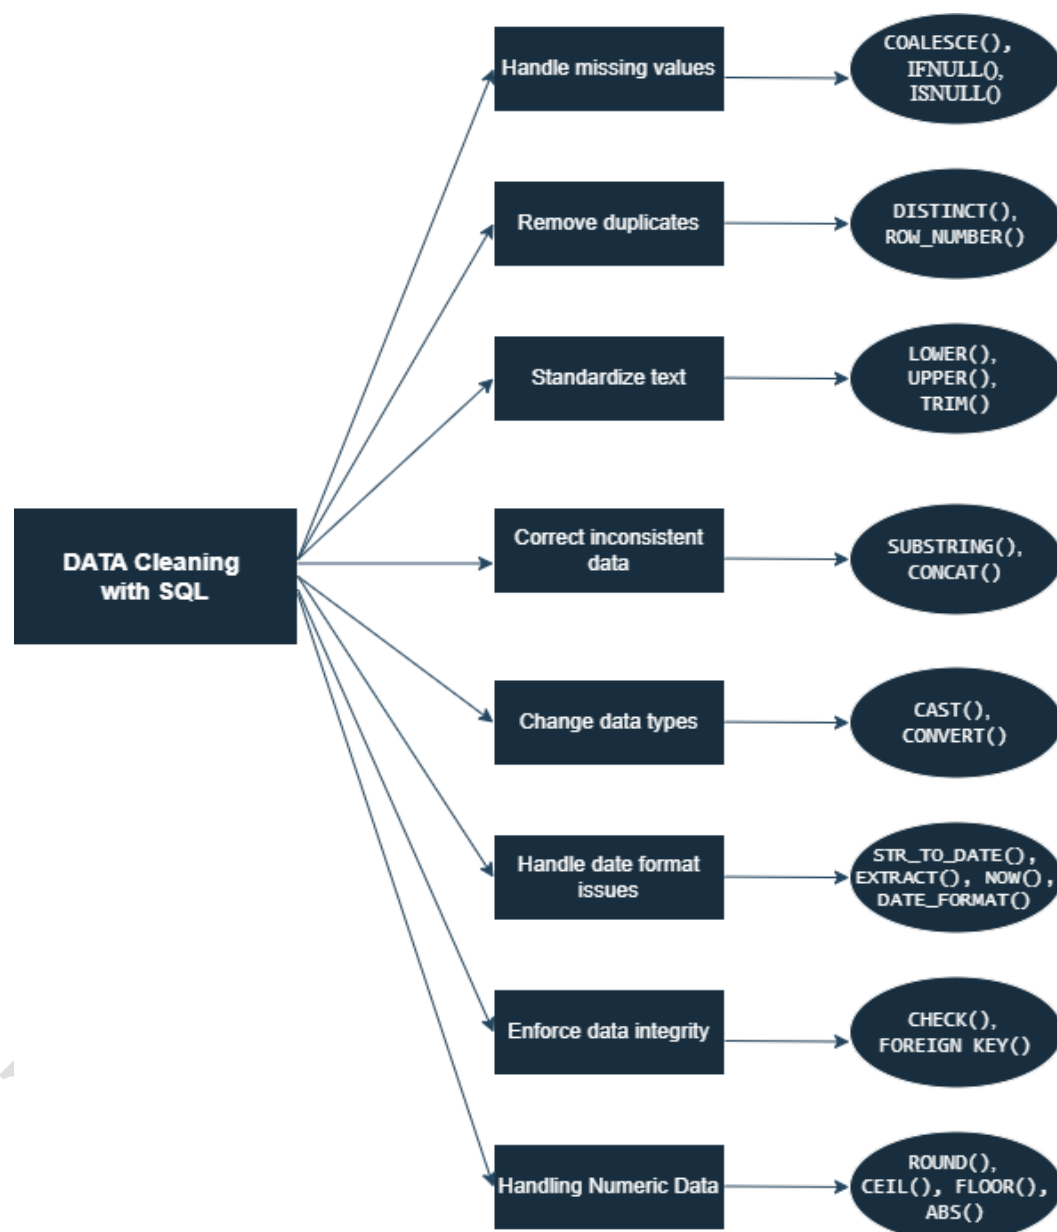 Handle missing values
COALESCE(),
IFNULL(),
ISNULL()
Remove duplicates
DISTINCT(),
ROW_NUMBER()
Standardize text
LOWER(),
UPPER(),
TRIM()
DATA Cleaning
with SQL
Correct inconsistent
data
SUBSTRING(),
CONCAT()
Change data types
CAST(),
CONVERT()
Handle date format
issues
STR_TO_DATE(),
EXTRACT(), NOW(),
DATE_FORMAT()
Enforce data integrity
CHECK(),
FOREIGN KEY()
Handling Numeric Data
ROUND(),
CEIL(), FLOOR(),
ABS()